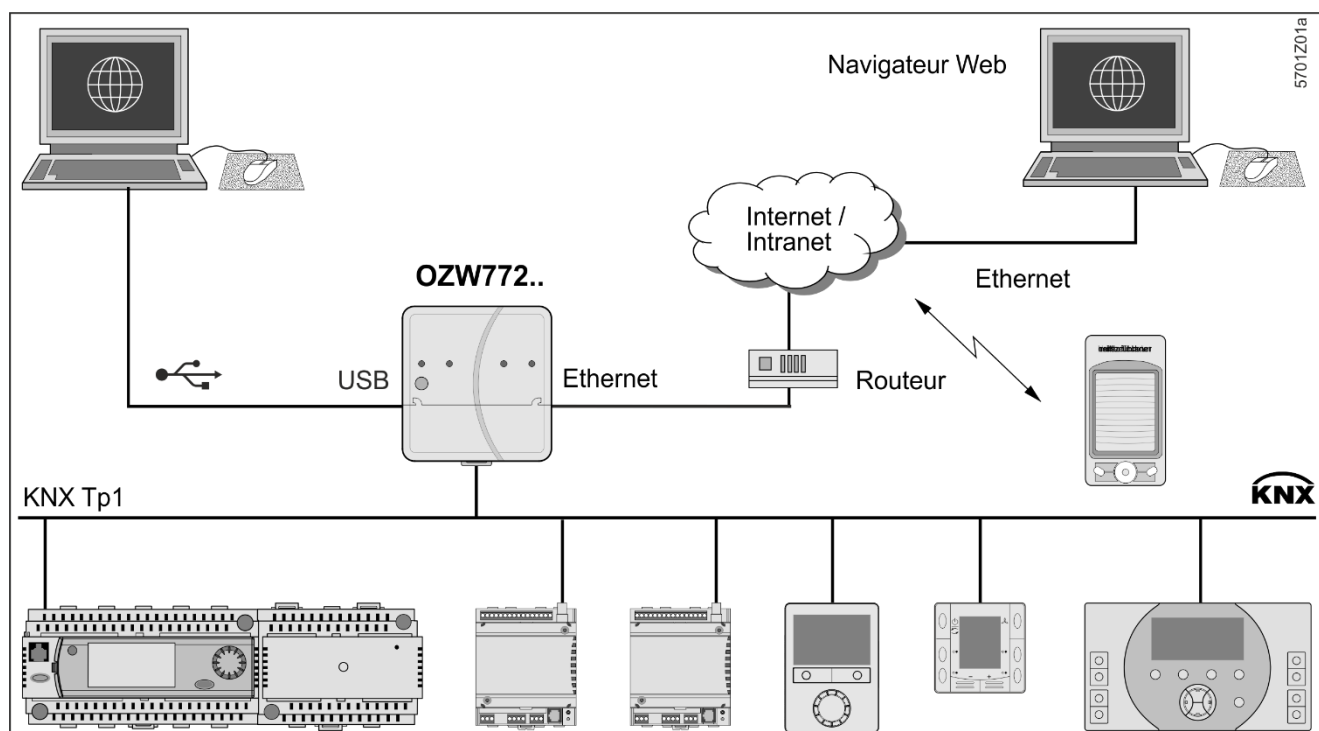 5701Z01a
Navigateur Web
Internet /
Intranet
Ethernet
OZW772..
USB
Ethernet
Routeur
KNX Tp1
KNX